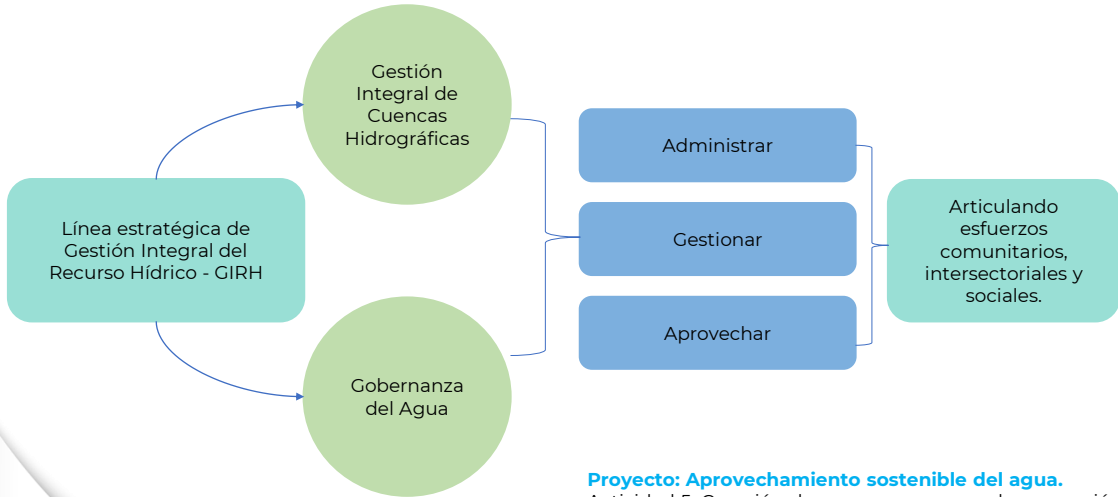 Gestión
Integral de
Cuencas
Hidrográficas
Línea estratégica de
Gestión Integral del
Recurso Hídrico - GIRH
Gobernanza
del Agua
Administrar
Gestionar
Aprovechar
Articulando
esfuerzos
comunitarios,
intersectoriales y
sociales.
Proyecto: Aprovechamiento sostenible del agua.